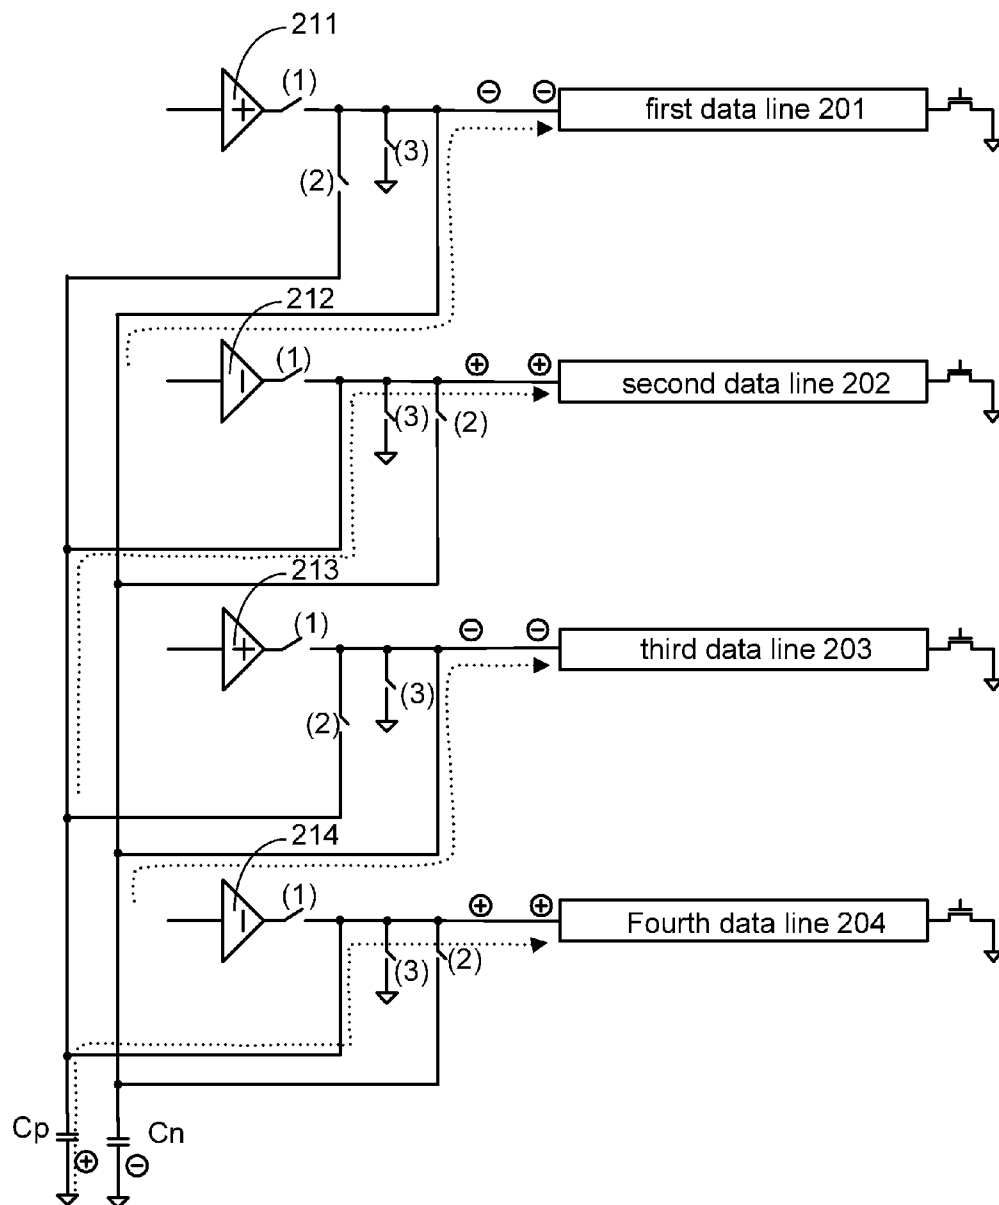 211
(1)
first data line 201
(3)
(2)
212
(1)
second data line 202
(3)
(2)
213
(1)
third data line 203
(3)
(2)
214
(1)
Fourth data line 204
(3)
(2)
Cp
Cn